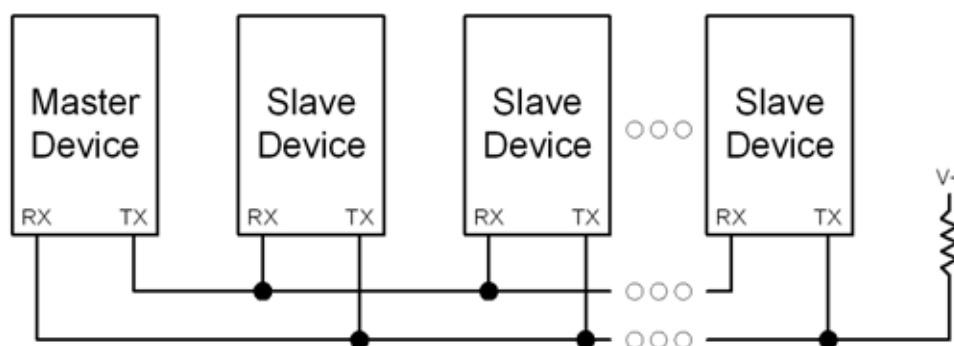 Master
Device
Slave
Device
Slave
Device
Slave
Device
V+
RX TX RX TX RX TX RX TX